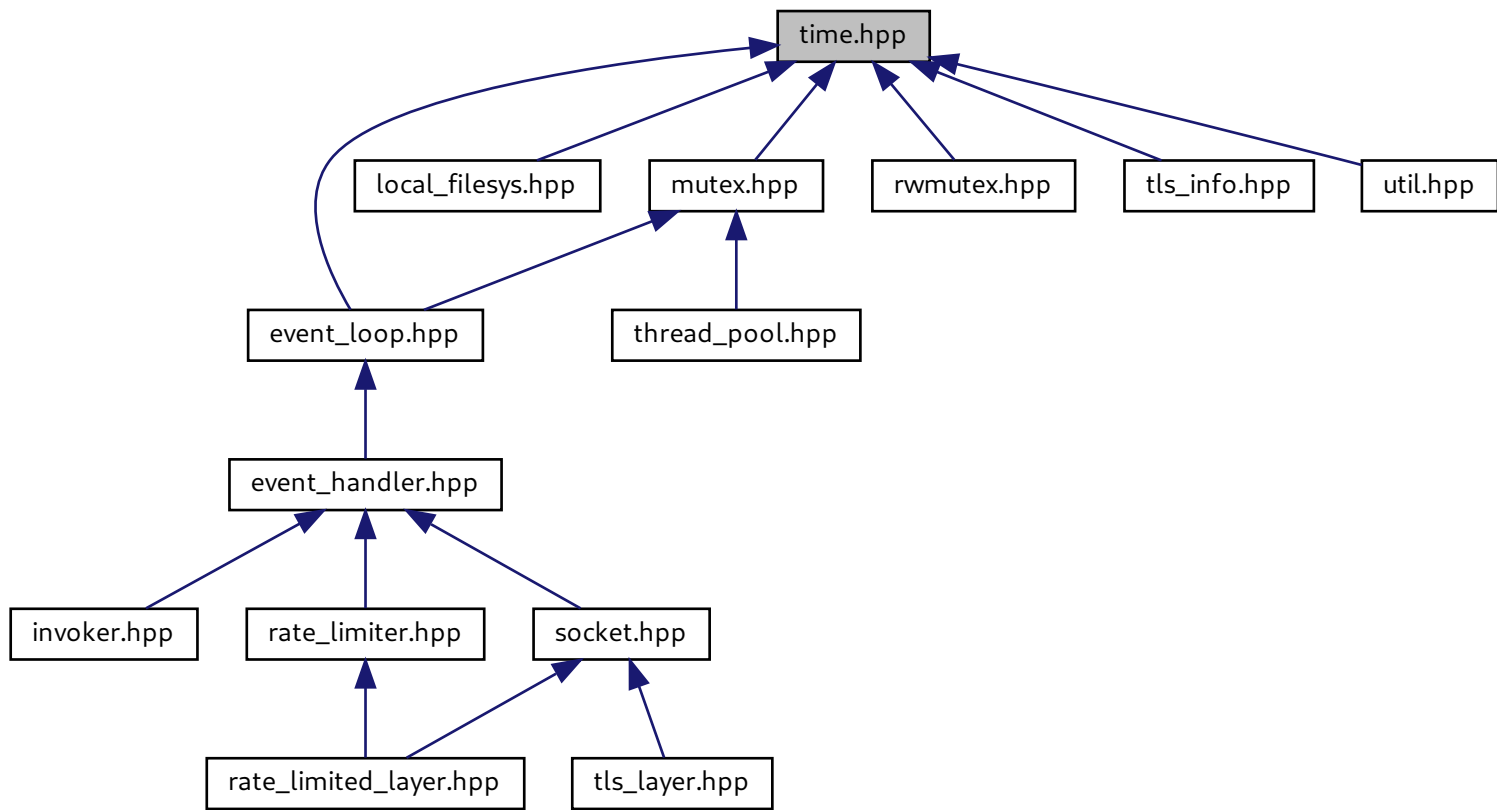 time.hpp
local_filesys.hpp
mutex.hpp
rwmutex.hpp
tls_info.hpp
util.hpp
event_loop.hpp
thread_pool.hpp
event_handler.hpp
invoker.hpp
rate_limiter.hpp
socket.hpp
rate_limited_layer.hpp
tls_layer.hpp